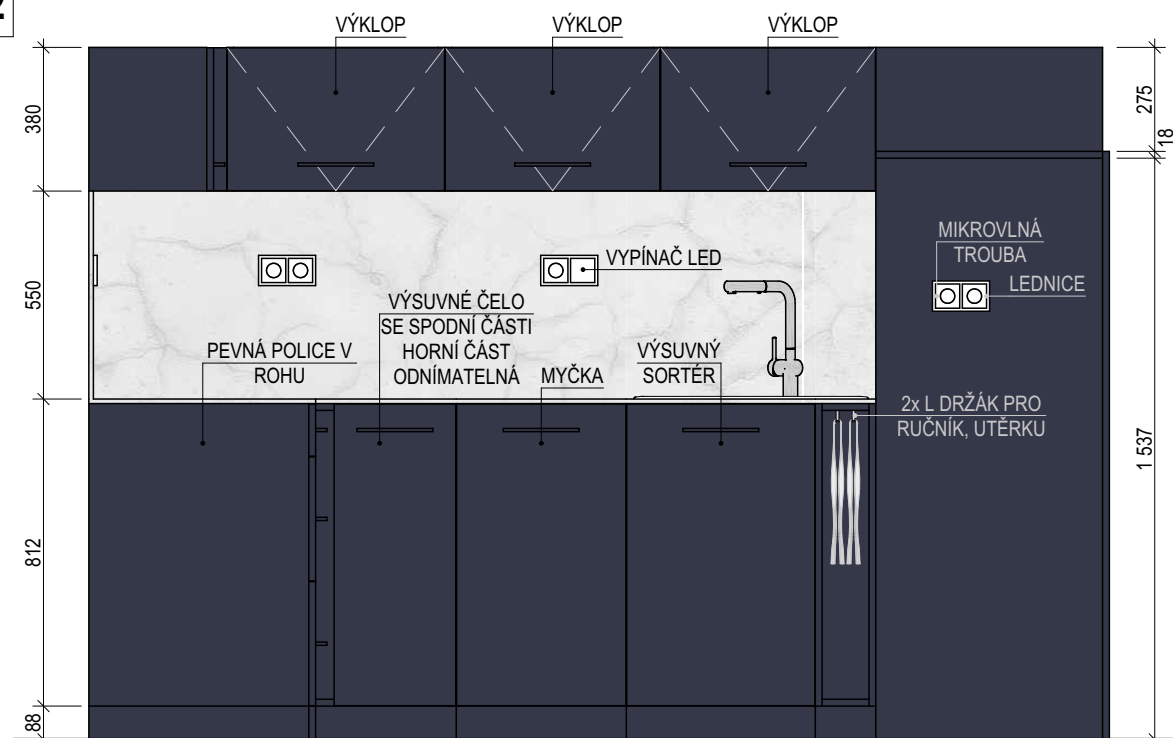 VÝKLOP
VÝKLOP
VÝKLOP
380
275
18
MIKROVLNÁ
TROUBA
LEDNICE
VYPÍNAČ LED
550
VÝSUVNÉ ČELO
SE SPODNÍ ČÁSTI
HORNÍ ČÁST
ODNÍMATELNÁ
PEVNÁ POLICE V
ROHU
MYČKA
VÝSUVNÝ
SORTÉR
2x L DRŽÁK PRO
RUČNÍK, UTĚRKU
1 537
812
88